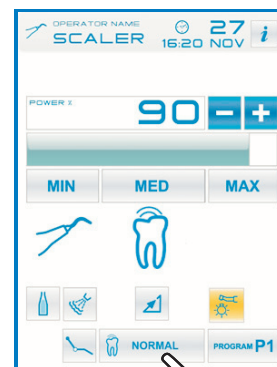 OPERATOR NAME
SCALER
16:20
27
NOV
i
POWER %
90
MIN MED MAX
NORMAL
PROGRAM P1